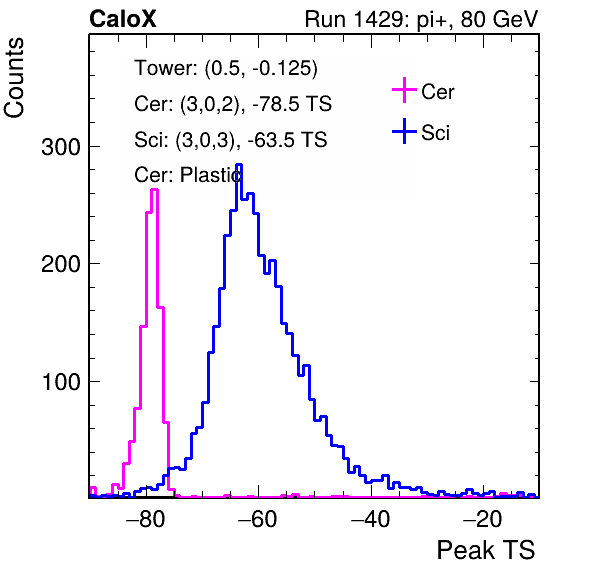 CaloX Run 1429: pi+, 80 GeV
Counts
Tower: (0.5, -0.125)
Cer: (3,0,2), -78.5 TS
Sci: (3,0,3), -63.5 TS
Cer: Plastic
Cer
Sci
300
200
100
−80 −60 −40 −20
Peak TS